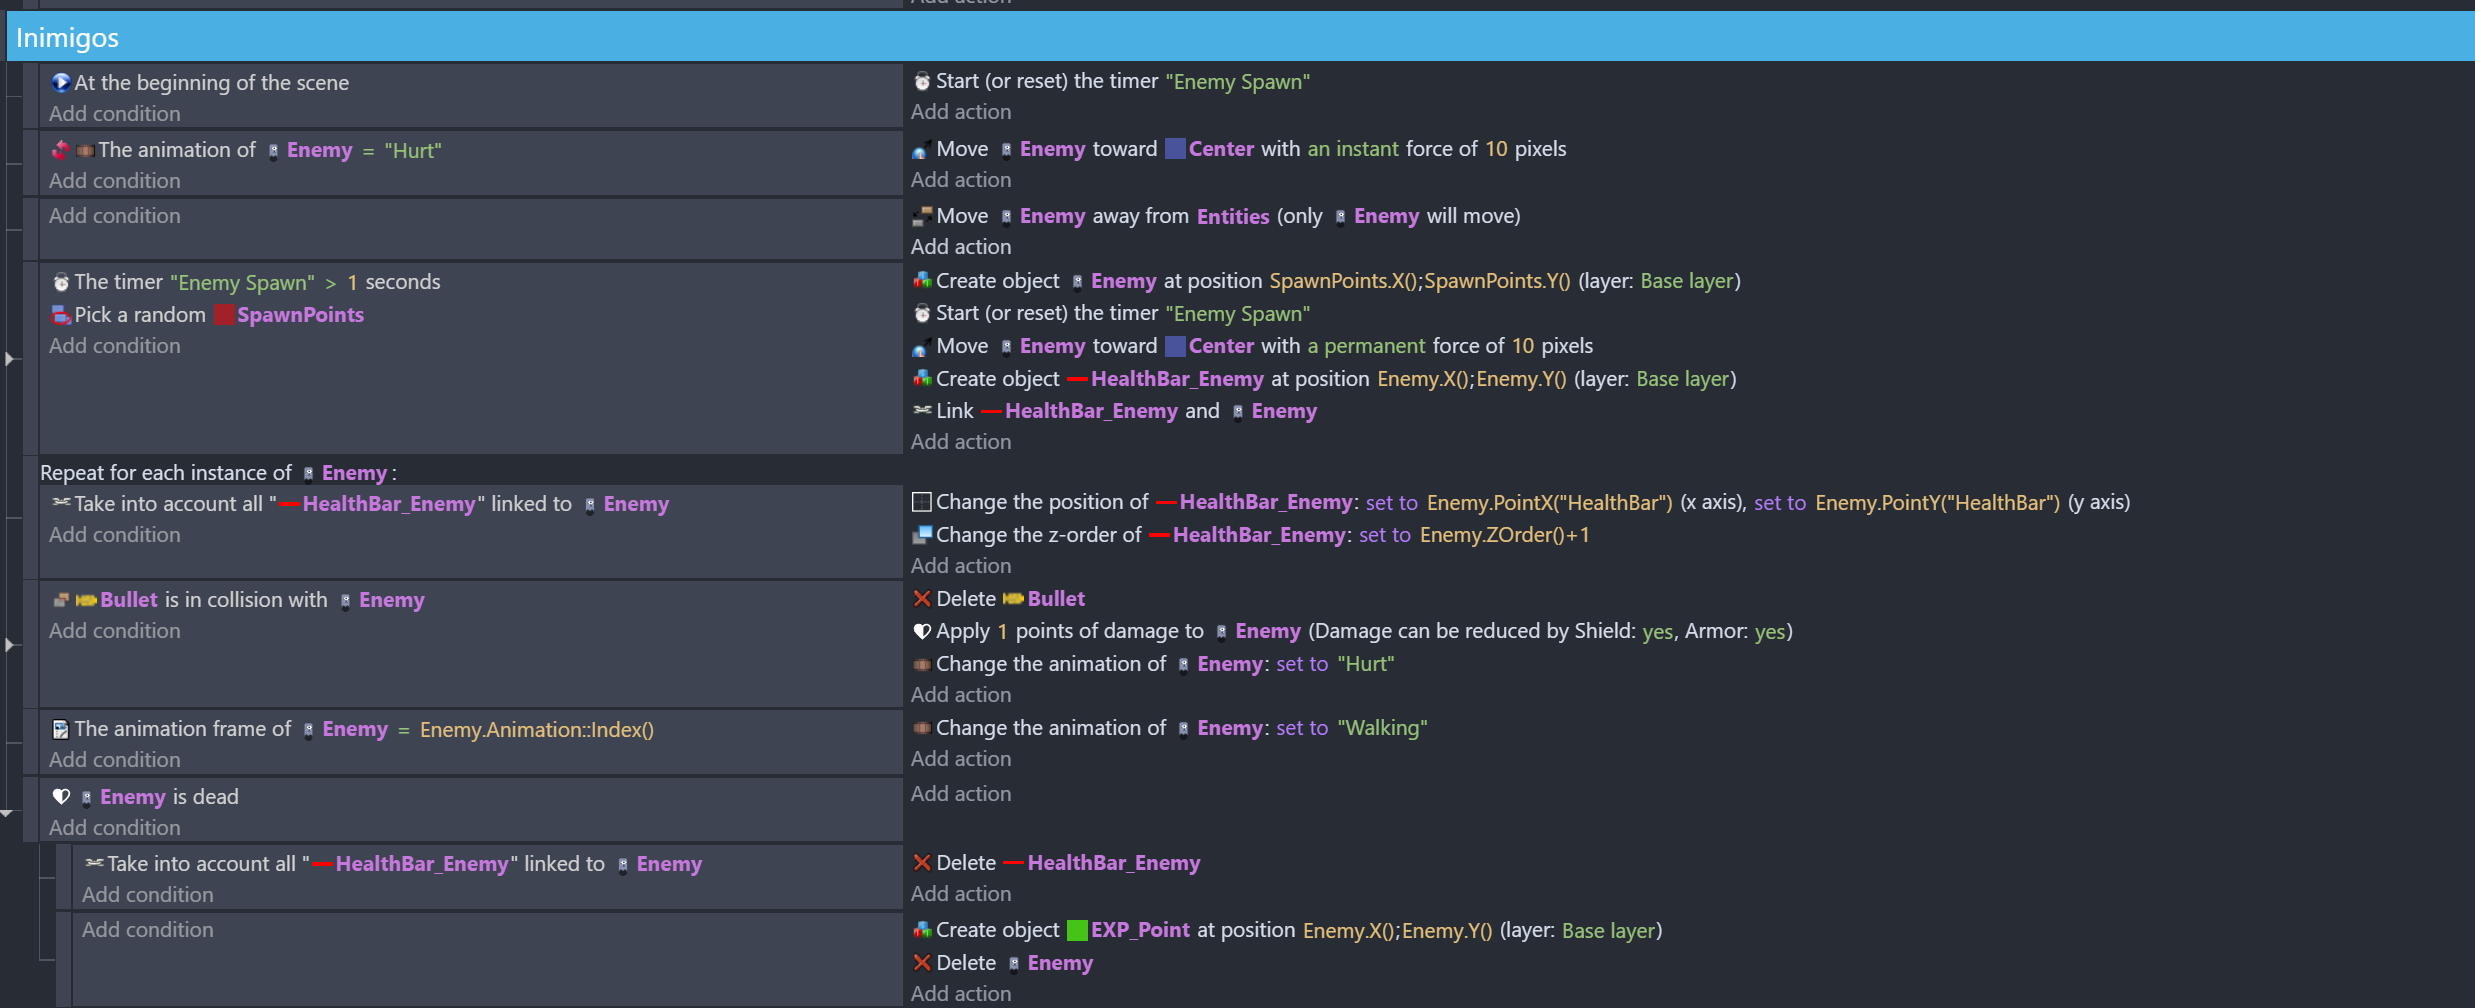 Add action
Inimigos
At the beginning of the scene
Add condition
Start (or reset) the timer "Enemy Spawn"
Add action
The animation of Enemy = "Hurt"
Add condition
Move Enemy toward Center with an instant force of 10 pixels
Add action
Add condition
Move Enemy away from Entities (only Enemy will move)
Add action
The timer "Enemy Spawn" > 1 seconds
Pick a random SpawnPoints
Add condition
Create object Enemy at position SpawnPoints.X();SpawnPoints.Y() (layer: Base layer)
Start (or reset) the timer "Enemy Spawn"
Move Enemy toward Center with a permanent force of 10 pixels
Create object HealthBar_Enemy at position Enemy.X();Enemy.Y() (layer: Base layer)
Link HealthBar_Enemy and Enemy
Add action
Repeat for each instance of Enemy :
Take into account all "HealthBar_Enemy" linked to Enemy
Add condition
Change the position of HealthBar_Enemy: set to Enemy.PointX("HealthBar") (x axis), set to Enemy.PointY("HealthBar") (y axis)
Change the z-order of HealthBar_Enemy: set to Enemy.ZOrder()+1
Add action
Bullet is in collision with Enemy
Add condition
Delete Bullet
Apply 1 points of damage to Enemy (Damage can be reduced by Shield: yes, Armor: yes)
Change the animation of Enemy: set to "Hurt"
Add action
The animation frame of Enemy = Enemy.Animation::Index()
Add condition
Change the animation of Enemy: set to "Walking"
Add action
Enemy is dead
Add condition
Add action
Take into account all "HealthBar_Enemy" linked to Enemy
Add condition
Delete HealthBar_Enemy
Add action
Add condition
Create object EXP_Point at position Enemy.X();Enemy.Y() (layer: Base layer)
Delete Enemy
Add action